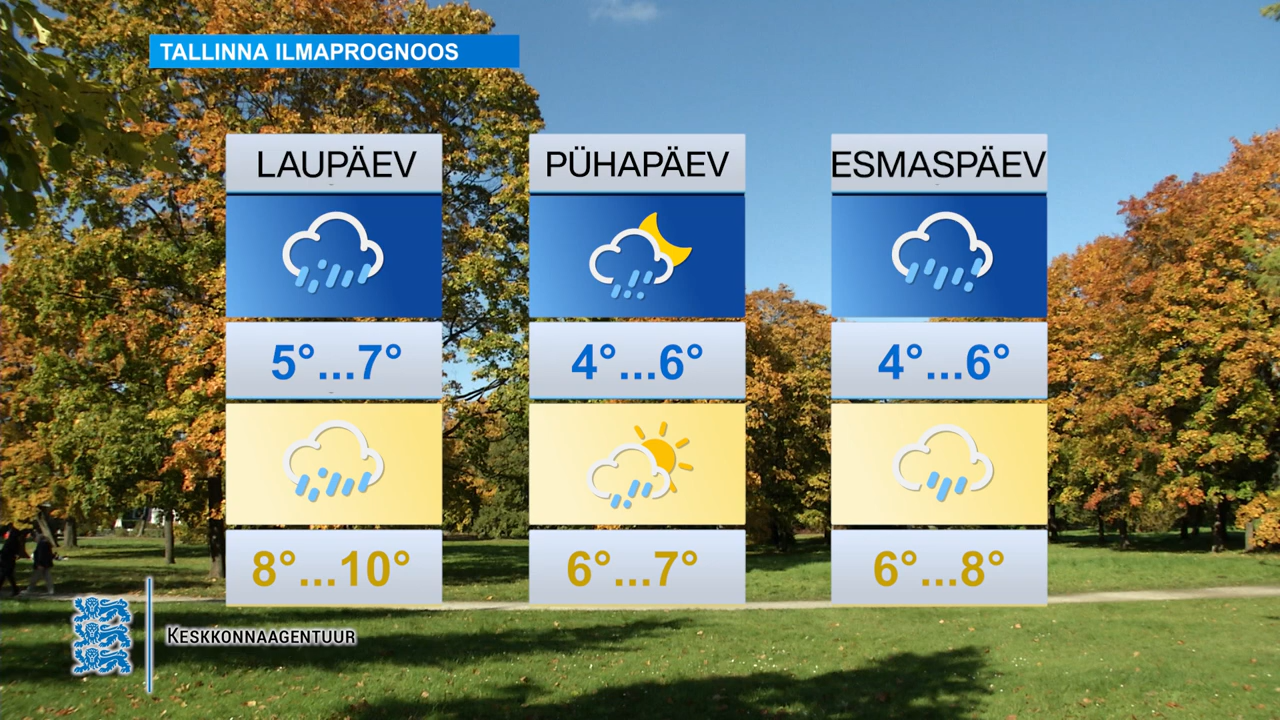 TALLINNA ILMAPROGNOOS
LAUPÄEV
PÜHAPÄEV
ESMASPÄEV
5°...7°
4°...6°
4°...6°
8°...10°
6°...7°
6°...8°
KESKKONNAAGENTUUR